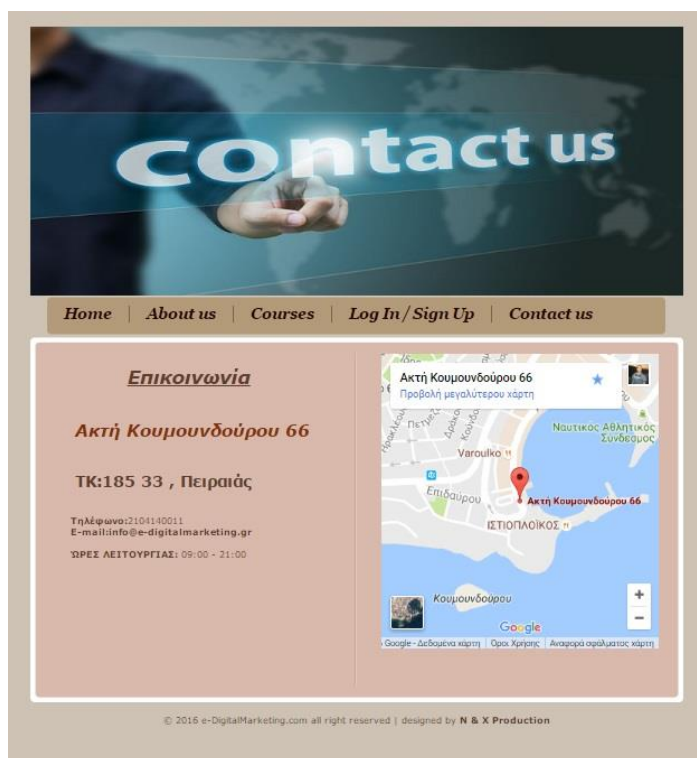 contact us
Home | About us | Courses | Log In / Sign Up | Contact us
Επικοινωνία
Ακτή Κουμουνδούρου 66
ΤΚ:185 33 , Πειραιάς
Τηλέφωνο:2104140011
E-mail:info@e-digitalmarketing.gr
ΏΡΕΣ ΛΕΙΤΟΥΡΓΙΑΣ: 09:00 - 21:00
Ακτή Κουμουνδούρου 66
Προβολή μεγαλύτερου χάρτη
Ναυτικός Αθλητικός
Σύνδεσμος
Varoulko
Επιδαύρου
Ακτή Κουμουνδούρου 66
ΙΣΤΙΟΠΛΟΪΚΟΣ
Κουμουνδούρου
+
−
Google
Google - Δεδομένα χάρτη | Όροι Χρήσης | Αναφορά σφάλματος χάρτη
© 2016 e-DigitalMarketing.com all right reserved | designed by N & X Production